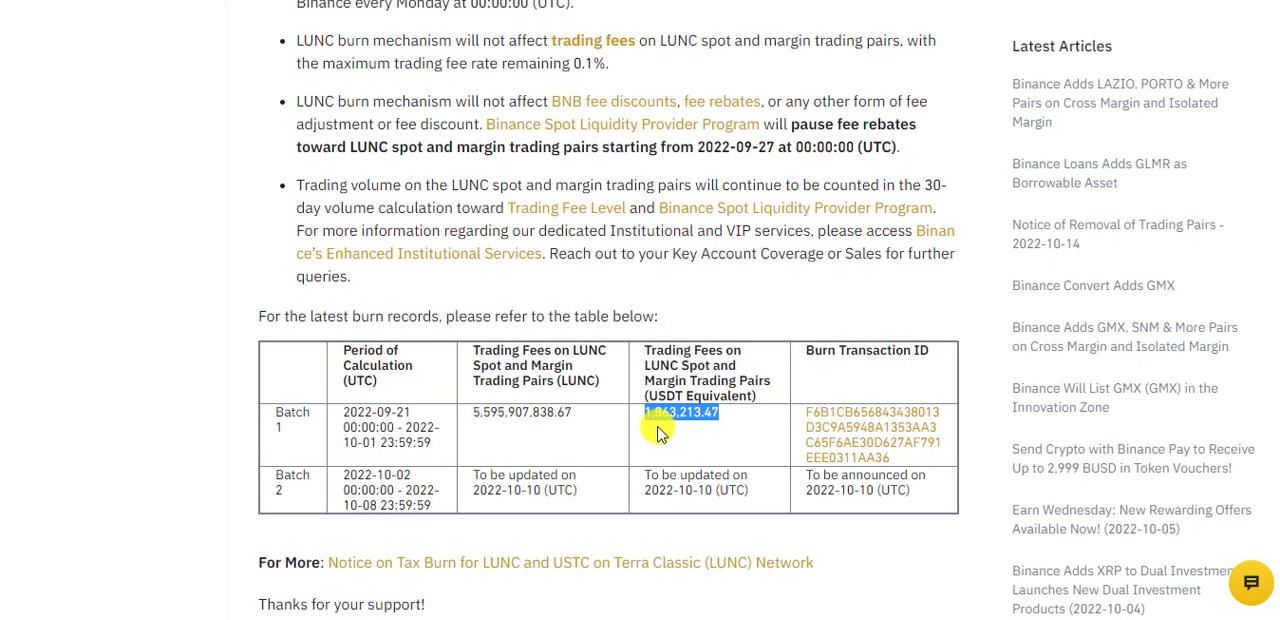 Binance every Monday at 00:00:00 (UTC).
• LUNC burn mechanism will not affect trading fees on LUNC spot and margin trading pairs, with
the maximum trading fee rate remaining 0.1%.
• LUNC burn mechanism will not affect BNB fee discounts, fee rebates, or any other form of fee
adjustment or fee discount. Binance Spot Liquidity Provider Program will pause fee rebates
toward LUNC spot and margin trading pairs starting from 2022-09-27 at 00:00:00 (UTC).
• Trading volume on the LUNC spot and margin trading pairs will continue to be counted in the 30-
day volume calculation toward Trading Fee Level and Binance Spot Liquidity Provider Program.
For more information regarding our dedicated Institutional and VIP services, please access Binan
ce's Enhanced Institutional Services. Reach out to your Key Account Coverage or Sales for further
queries.
For the latest burn records, please refer to the table below:
Period of
Calculation
(UTC)
Trading Fees on LUNC
Spot and Margin
Trading Pairs (LUNC)
Trading Fees on
LUNC Spot and
Margin Trading Pairs
(USDT Equivalent)
Burn Transaction ID
Batch
1
2022-09-21
00:00:00 - 2022-
10-01 23:59:59
5,595,907,838.67
1,863,213.47
F6B1CB656843438013
D3C9A5948A1353AA3
C65F6AE30D627AF791
EEE0311AA36
Batch
2
2022-10-02
00:00:00 - 2022-
10-08 23:59:59
To be updated on
2022-10-10 (UTC)
To be updated on
2022-10-10 (UTC)
To be announced on
2022-10-10 (UTC)
For More: Notice on Tax Burn for LUNC and USTC on Terra Classic (LUNC) Network
Thanks for your support!
Latest Articles
Binance Adds LAZIO, PORTO & More
Pairs on Cross Margin and Isolated
Margin
Binance Loans Adds GLMR as
Borrowable Asset
Notice of Removal of Trading Pairs -
2022-10-14
Binance Convert Adds GMX
Binance Adds GMX, SNM & More Pairs
on Cross Margin and Isolated Margin
Binance Will List GMX (GMX) in the
Innovation Zone
Send Crypto with Binance Pay to Receive
Up to 2,999 BUSD in Token Vouchers!
Earn Wednesday: New Rewarding Offers
Available Now! (2022-10-05)
Binance Adds XRP to Dual Investmen
Launches New Dual Investment
Products (2022-10-04)